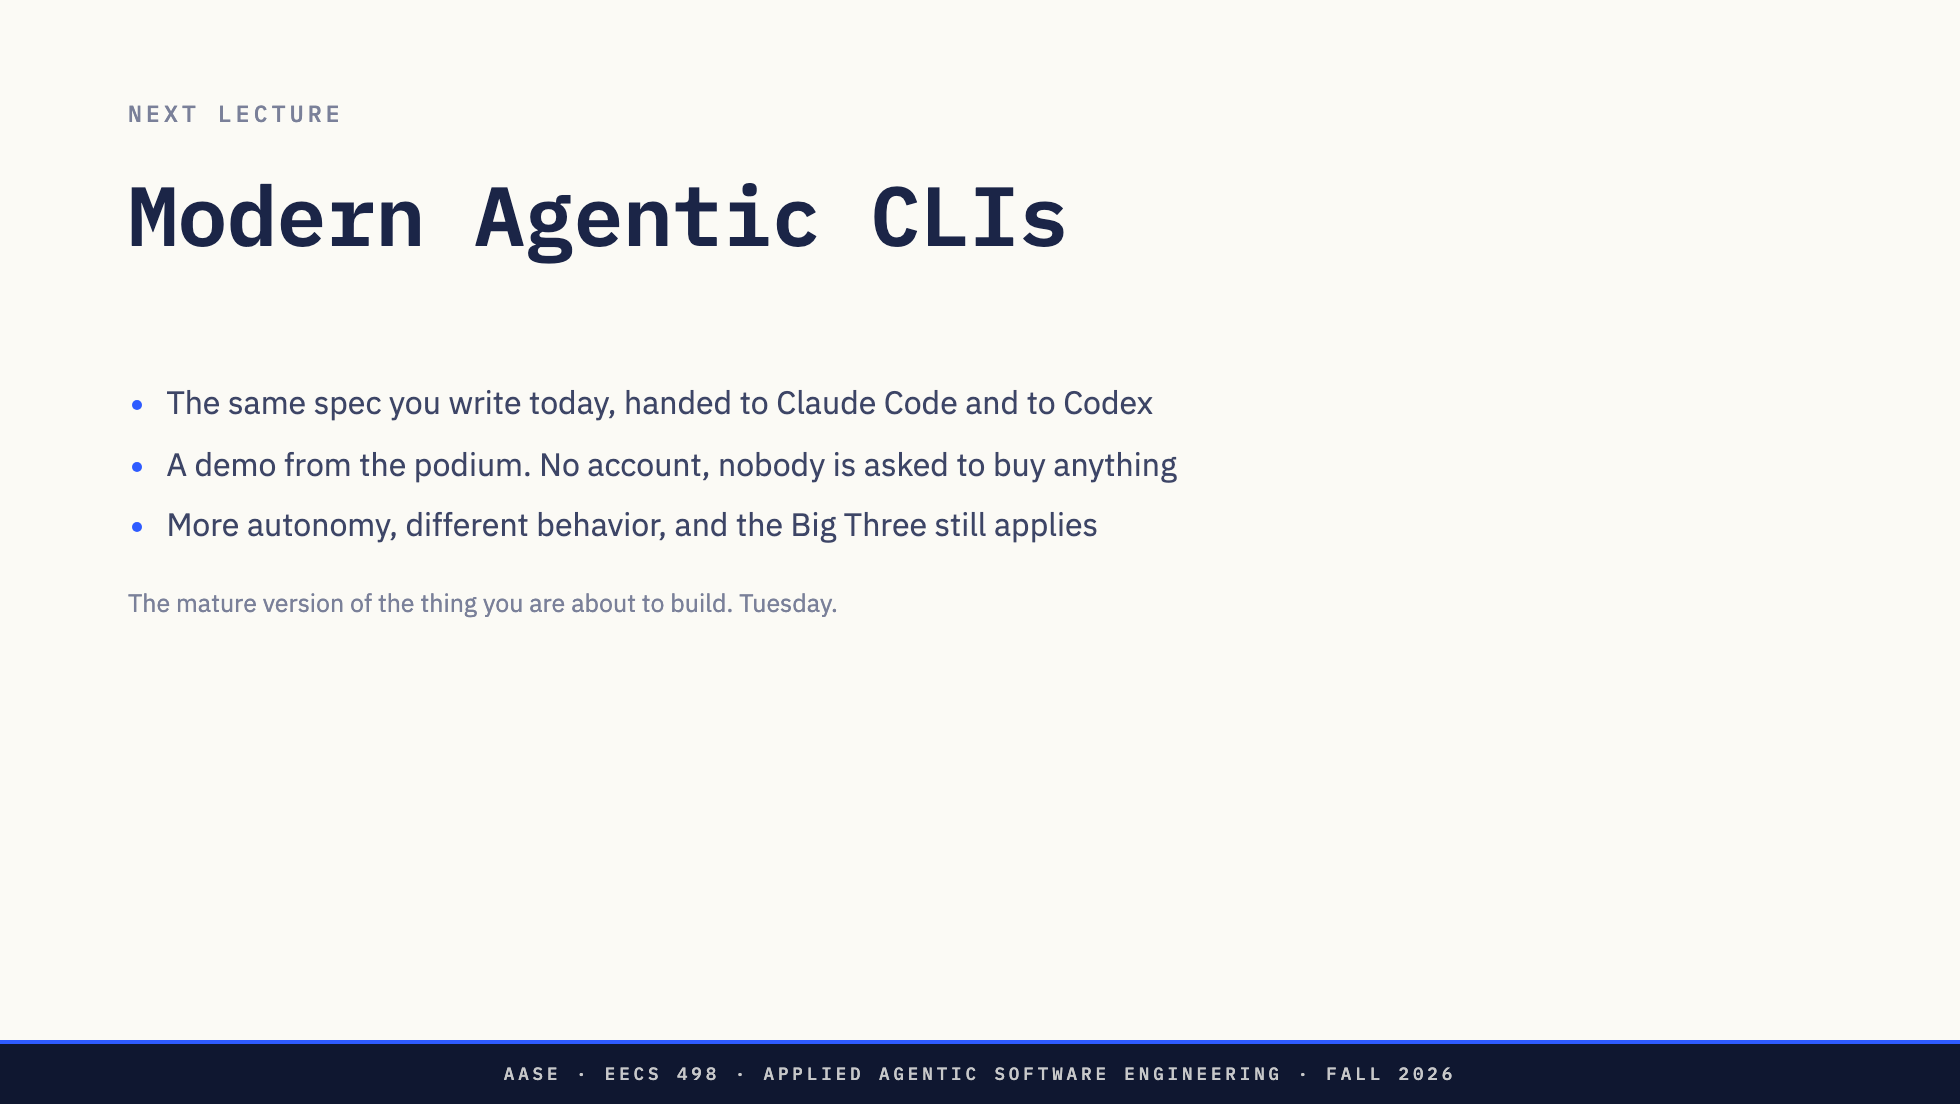 NEXT LECTURE
Modern Agentic CLIs
• The same spec you write today, handed to Claude Code and to Codex
• A demo from the podium. No account, nobody is asked to buy anything
• More autonomy, different behavior, and the Big Three still applies
The mature version of the thing you are about to build. Tuesday.
AASE · EECS 498 · APPLIED AGENTIC SOFTWARE ENGINEERING · FALL 2026